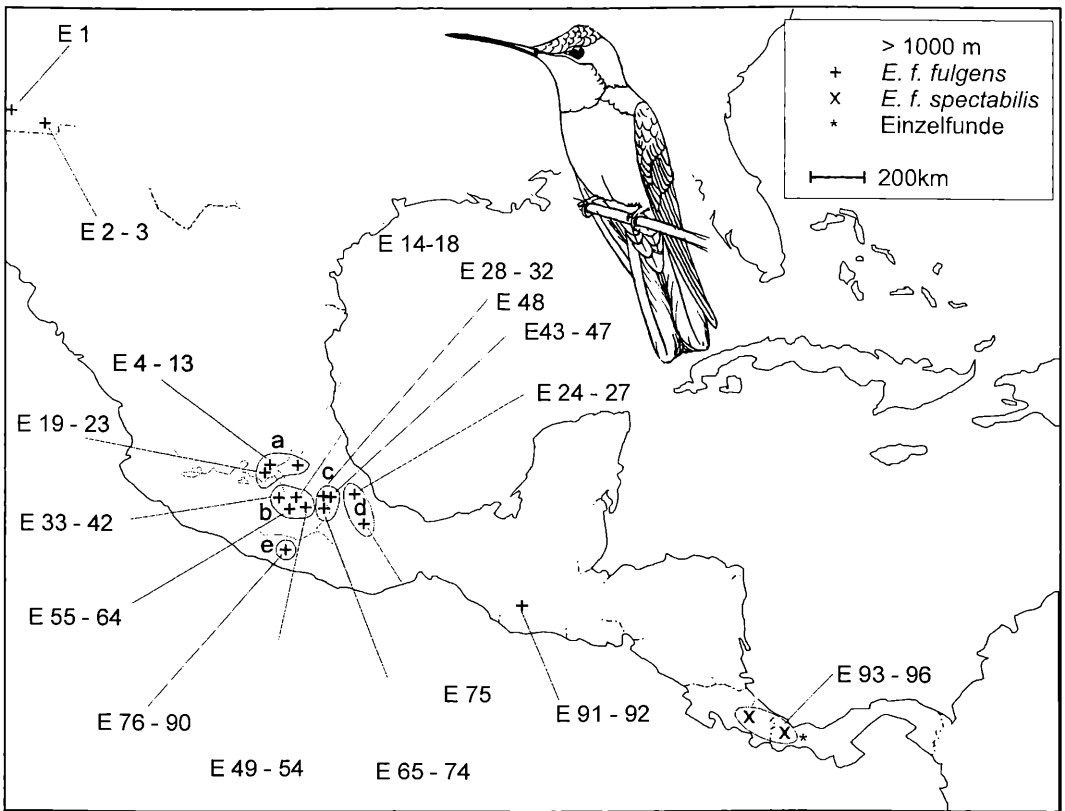 E 1
> 1000 m
+ E. f. fulgens
x E. f. spectabilis
* Einzelfunde
200km
E 2 - 3
E 14-18
E 28 - 32
E 48
E43 - 47
E 4 - 13
E 24 - 27
E 19 - 23
a
c
E 33 - 42
b
d
e
E 55 - 64
E 75
E 93 - 96
E 76 - 90
E 91 - 92
E 49 - 54
E 65 - 74